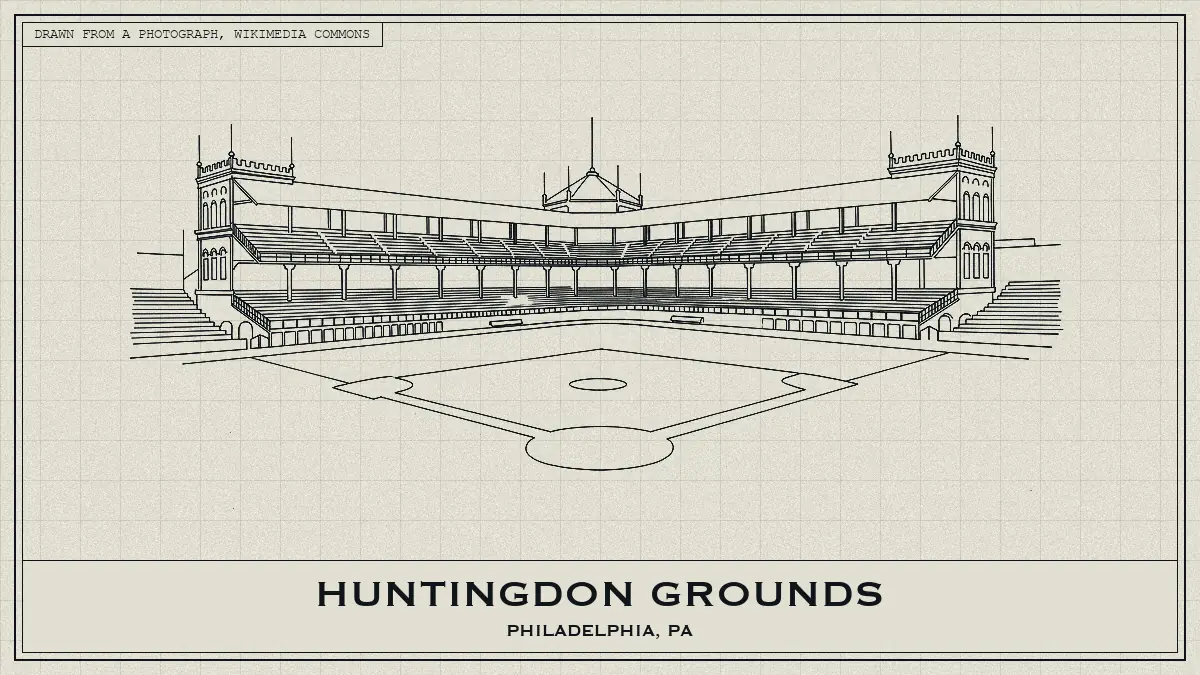 DRAWN FROM A PHOTOGRAPH, WIKIMEDIA COMMONS
HUNTINGDON GROUNDS
PHILADELPHIA, PA